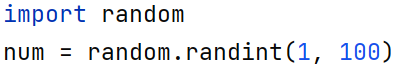 import random
num = random.randint(1, 100)